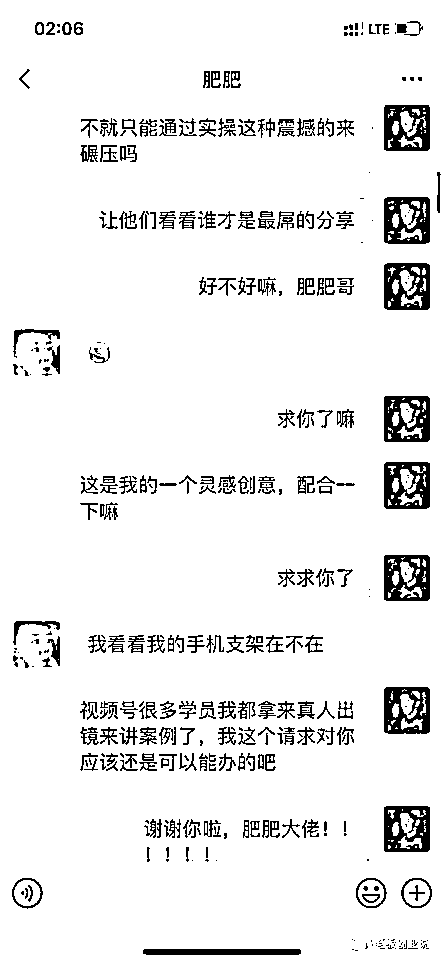 02:06
LTE
肥肥
不就只能通过实操这种震撼的来
碾压吗
让他们看看谁才是最屌的分享
好不好嘛，肥肥哥
求你了嘛
这是我的一个灵感创意，配合一
下嘛
求求你了
我看看我的手机支架在不在
视频号很多学员我都拿来真人出
镜来讲案例了，我这个请求对你
应该还是可以能办的吧
谢谢你啦，肥肥大佬！！
！！！！